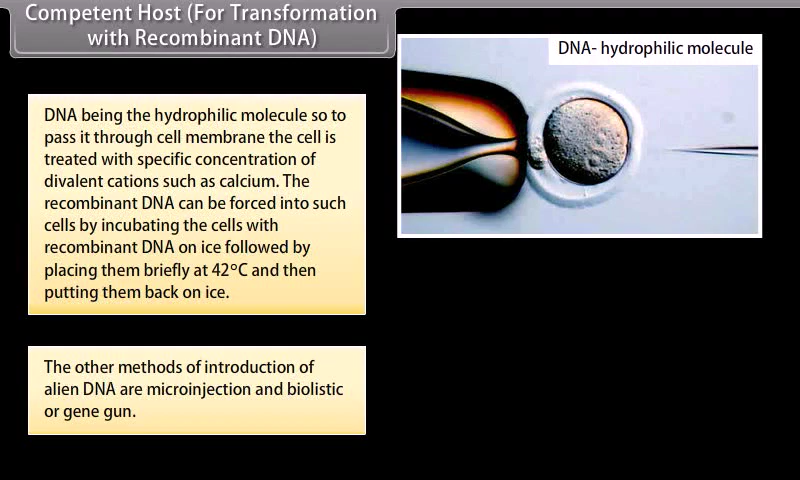 Competent Host (For Transformation
with Recombinant DNA)
DNA- hydrophilic molecule
DNA being the hydrophilic molecule so to
pass it through cell membrane the cell is
treated with specific concentration of
divalent cations such as calcium. The
recombinant DNA can be forced into such
cells by incubating the cells with
recombinant DNA on ice followed by
placing them briefly at 42ºC and then
putting them back on ice.
The other methods of introduction of
alien DNA are microinjection and biolistic
or gene gun.